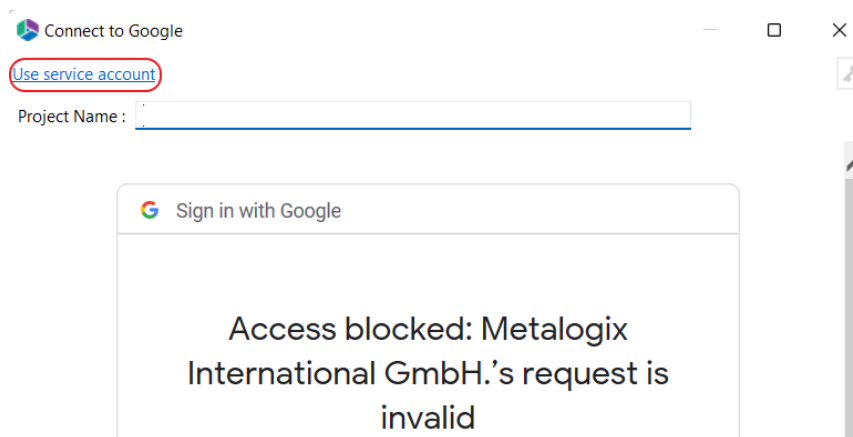 Connect to Google
Use service account
Project Name :
Sign in with Google
Access blocked: Metalogix
International GmbH.’s request is
invalid